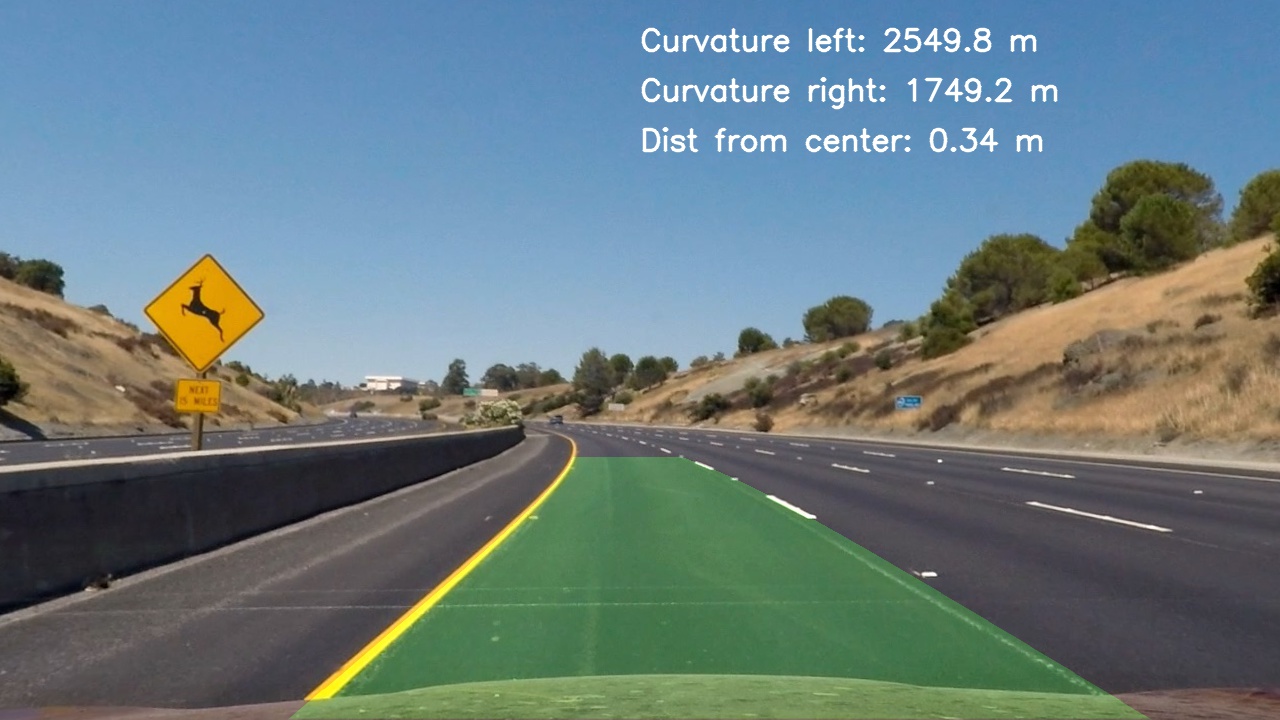 Curvature left: 2549.8 m
Curvature right: 1749.2 m
Dist from center: 0.34 m
NEXT
15 MILES